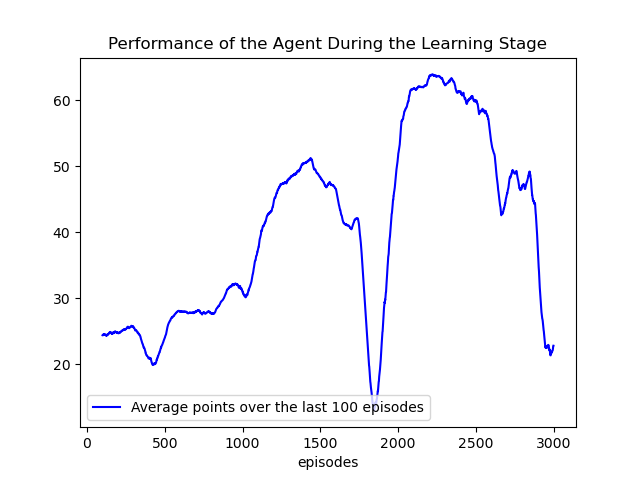 Performance of the Agent During the Learning Stage
60
50
40
30
20
Average points over the last 100 episodes
0 500 1000 1500 2000 2500 3000
episodes